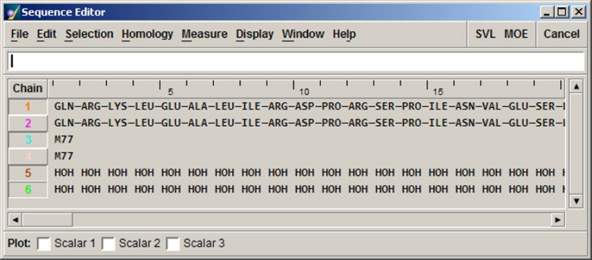 Sequence Editor
File Edit Selection Homology Measure Display Window Help SVL MOE Cancel
Chain 5 10 15
1 GLN-ARG-LYS-LEU-GLU-ALA-LEU-ILE-ARG-ASP-PRO-ARG-SER-PRO-ILE-ASN-VAL-GLU-SER-
2 GLN-ARG-LYS-LEU-GLU-ALA-LEU-ILE-ARG-ASP-PRO-ARG-SER-PRO-ILE-ASN-VAL-GLU-SER-
3 M77
4 M77
5 HOH HOH HOH HOH HOH HOH HOH HOH HOH HOH HOH HOH HOH HOH HOH HOH HOH HOH HOH
6 HOH HOH HOH HOH HOH HOH HOH HOH HOH HOH HOH HOH HOH HOH HOH HOH HOH HOH HOH
Plot: Scalar 1 Scalar 2 Scalar 3